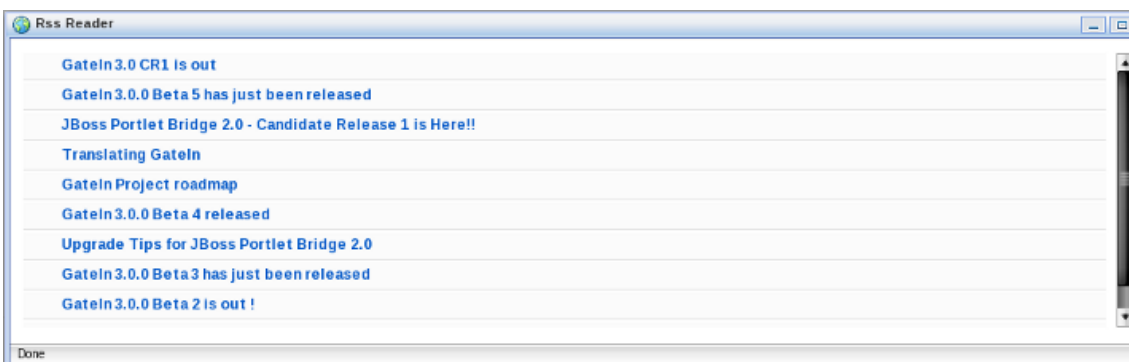 Rss Reader
GateIn 3.0 CR1 is out
GateIn 3.0.0 Beta 5 has just been released
JBoss Portlet Bridge 2.0 - Candidate Release 1 is Here!!
Translating GateIn
GateIn Project roadmap
GateIn 3.0.0 Beta 4 released
Upgrade Tips for JBoss Portlet Bridge 2.0
GateIn 3.0.0 Beta 3 has just been released
GateIn 3.0.0 Beta 2 is out !
Done